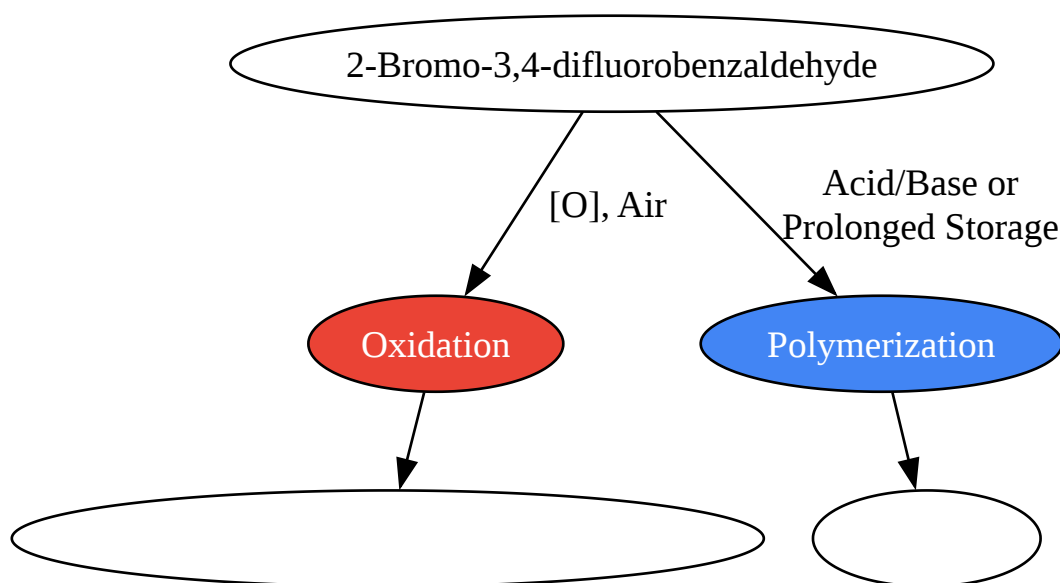 2-Bromo-3,4-difluorobenzaldehyde
[O], Air
Acid/Base or
Prolonged Storage
Oxidation
Polymerization